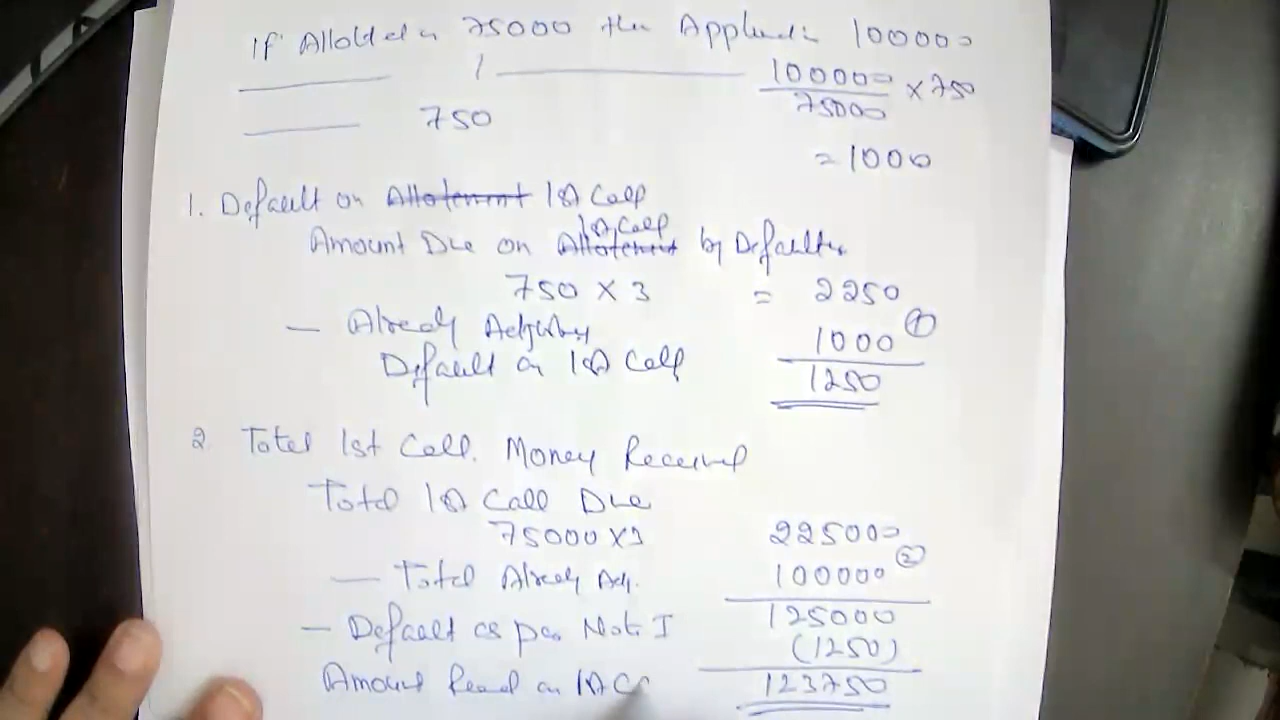 If Allotted is 75000 then Applied is 100000
1 100000/75000 × 750
750
= 1000
1. Default on Allotment 1st Call
Amount Due on Allotment 1st Call by Defaulter
750 × 3 = 2250
— Already Adjusted 1000 ①
Default on 1st Call 1250
2 Total 1st Call. Money Received
Total 1st Call Due
75000 × 3 225000
— Total Already Adj. 100000 ②
125000
— Default as per Note I (1250)
Amount Recd on 1st C 123750